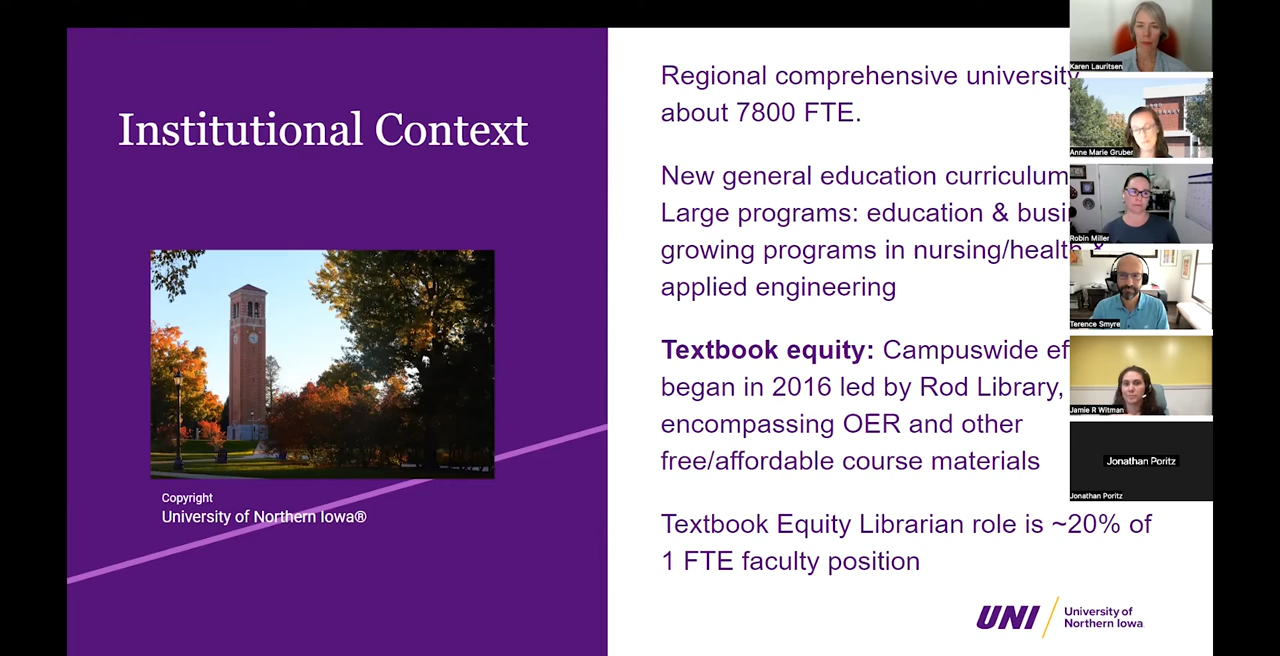 Institutional Context
Copyright
University of Northern Iowa®
Regional comprehensive university
about 7800 FTE.
New general education curriculum
Large programs: education &
growing programs in nursing/health
applied engineering
Textbook equity: Campuswide
began in 2016 led by Rod Library,
encompassing OER and other
free/affordable course materials
Textbook Equity Librarian role is ~20% of
1 FTE faculty position
UNI
University of
Northern Iowa
Karen Lauritsen
Anne Marie Gruber
Robin Miller
Terence Smyre
Jamie R Witman
Jonathan Poritz
Jonathan Poritz